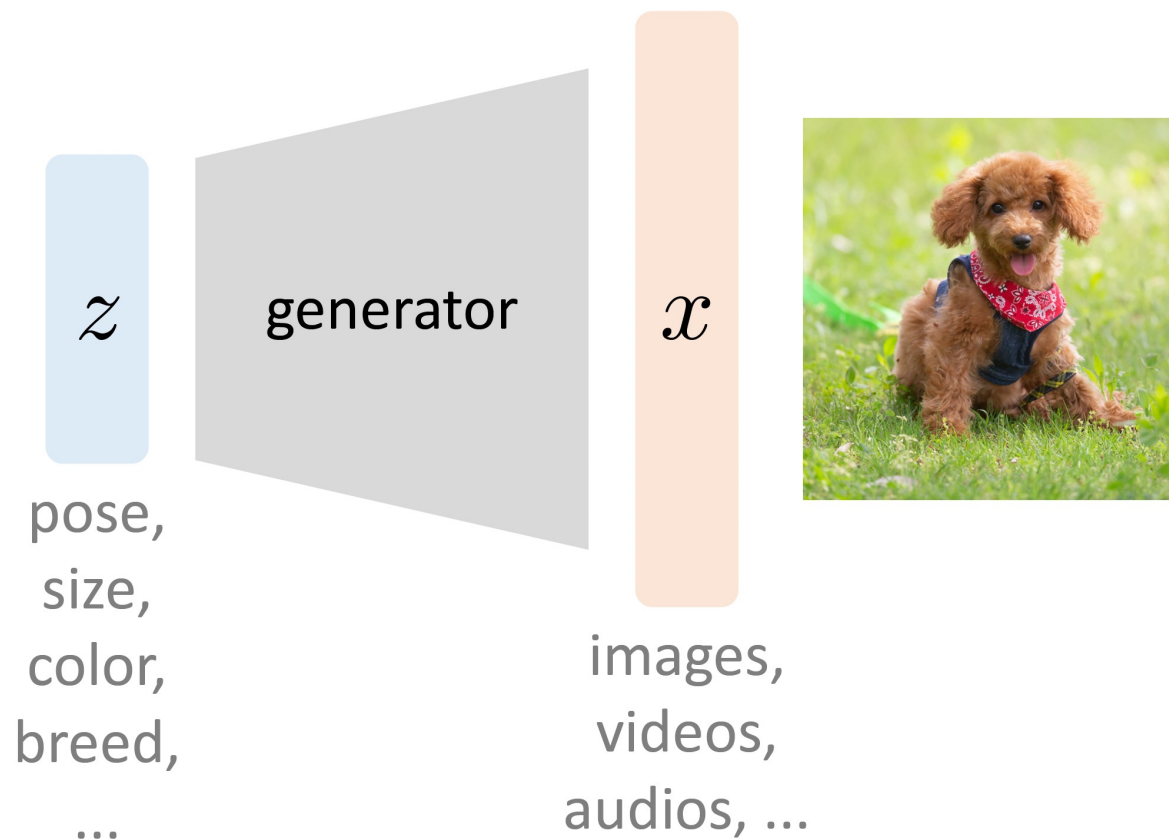 z
generator
x
pose,
size,
color,
breed,
...
images,
videos,
audios, ...